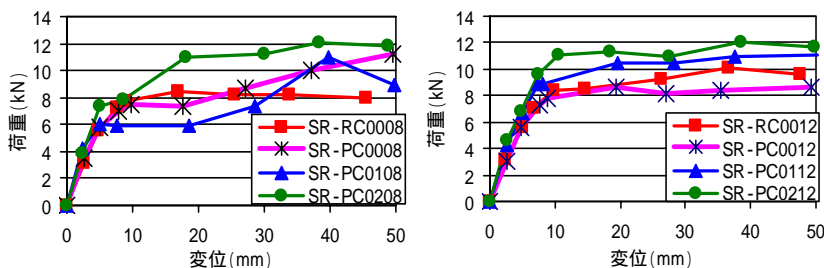 14
12
10
8
6
4
2
0
荷重(kN)
0 10 20 30 40 50
変位(mm)
SR-RC0008
SR-PC0008
SR-PC0108
SR-PC0208
14
12
10
8
6
4
2
0
荷重(kN)
0 10 20 30 40 50
変位(mm)
SR-RC0012
SR-PC0012
SR-PC0112
SR-PC0212